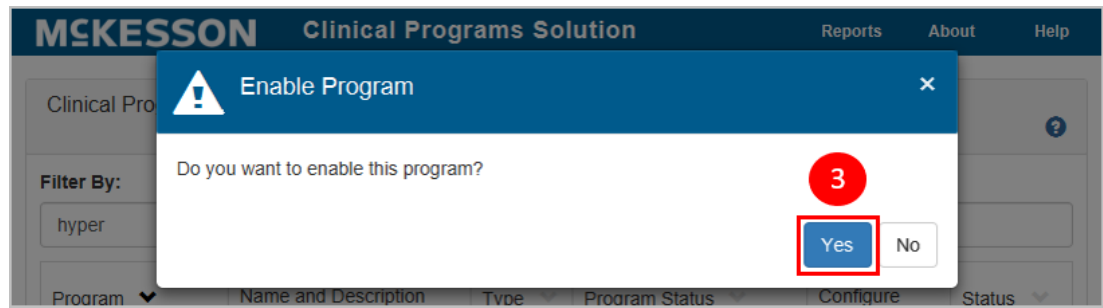 MCKESSON Clinical Programs Solution Reports About Help
Enable Program ×
Clinical Pro
?
Do you want to enable this program?
Filter By:
3
hyper
Yes No
Program Name and Description Type Program Status Configure Status